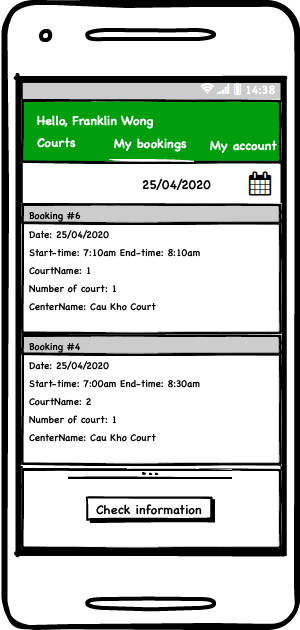 14:38
Hello, Franklin Wong
Courts My bookings My account
25/04/2020
Booking #6
Date: 25/04/2020
Start-time: 7:10am End-time: 8:10am
CourtName: 1
Number of court: 1
CenterName: Cau Kho Court
Booking #4
Date: 25/04/2020
Start-time: 7:00am End-time: 8:30am
CourtName: 2
Number of court: 1
CenterName: Cau Kho Court
...
Check information